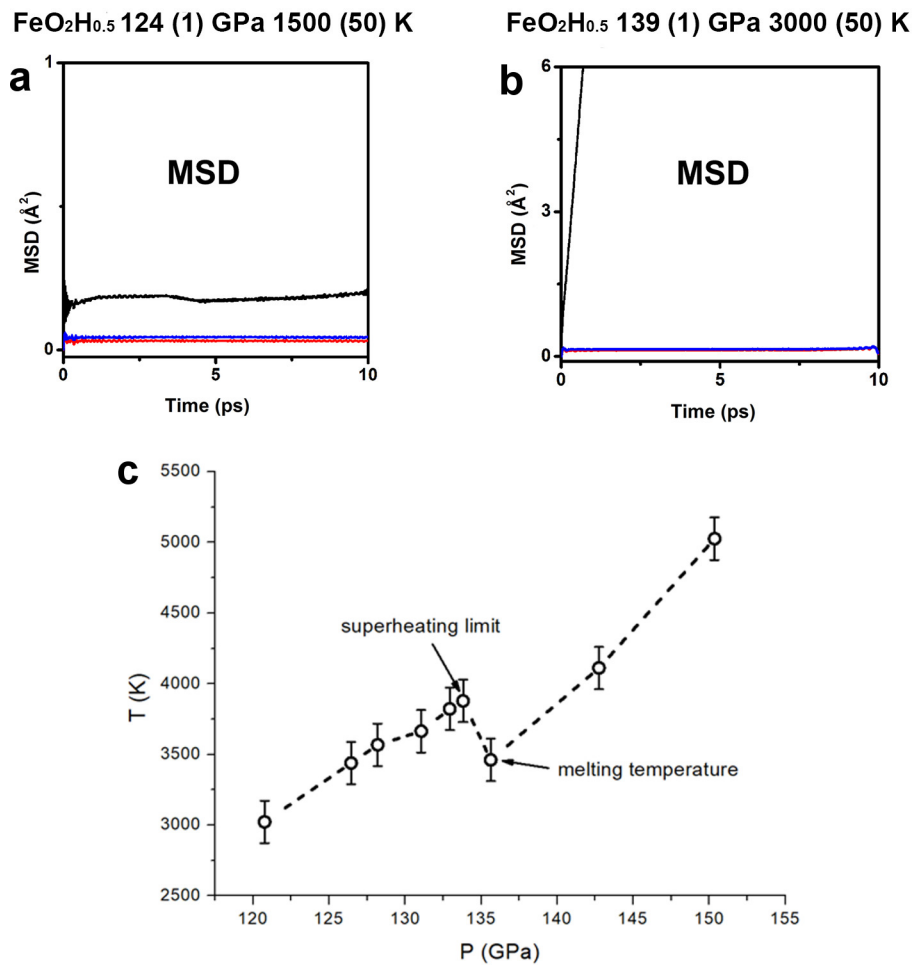 FeO₂H₀.₅ 124 (1) GPa 1500 (50) K
FeO₂H₀.₅ 139 (1) GPa 3000 (50) K
a
1
MSD
MSD (Å²)
0
0
5
10
Time (ps)
b
6
MSD
3
MSD (Å²)
0
0
5
10
Time (ps)
c
5500
5000
4500
superheating limit
4000
T (K)
3500
melting temperature
3000
2500
120
125
130
135
140
145
150
155
P (GPa)